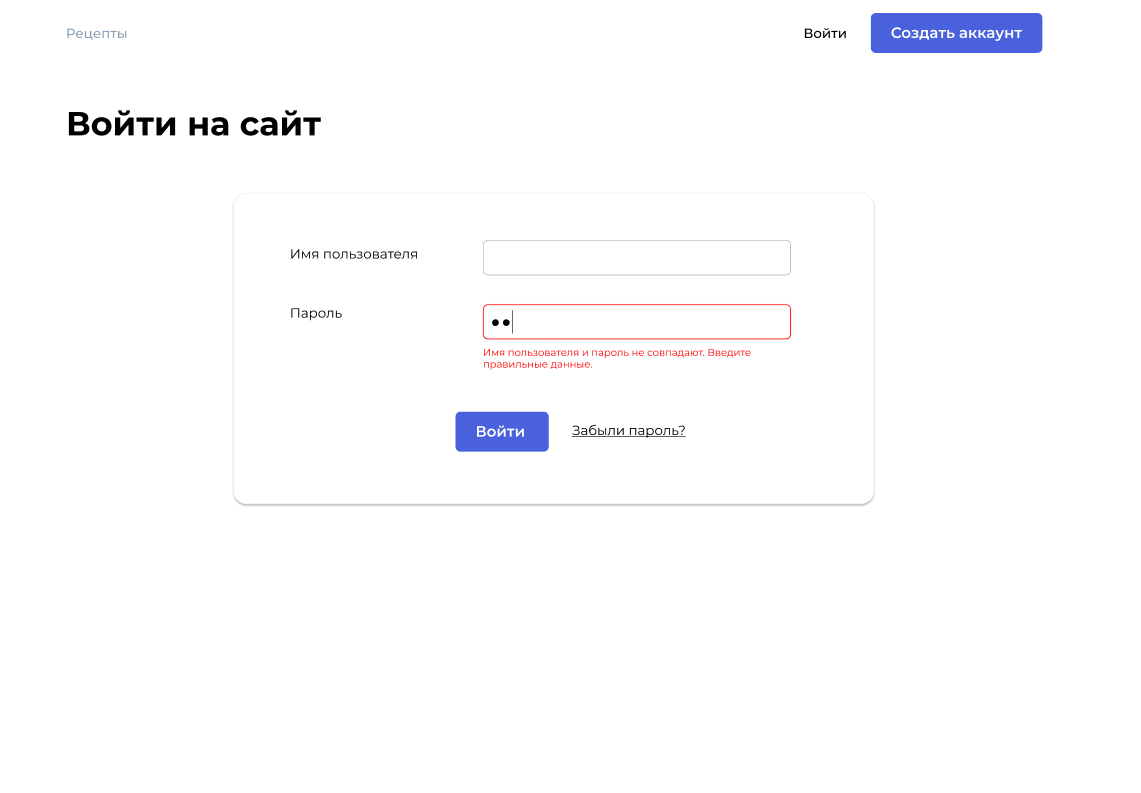 Рецепты
Войти
Создать аккаунт
Войти на сайт
Имя пользователя
Пароль
••
Имя пользователя и пароль не совпадают. Введите
правильные данные.
Войти
Забыли пароль?